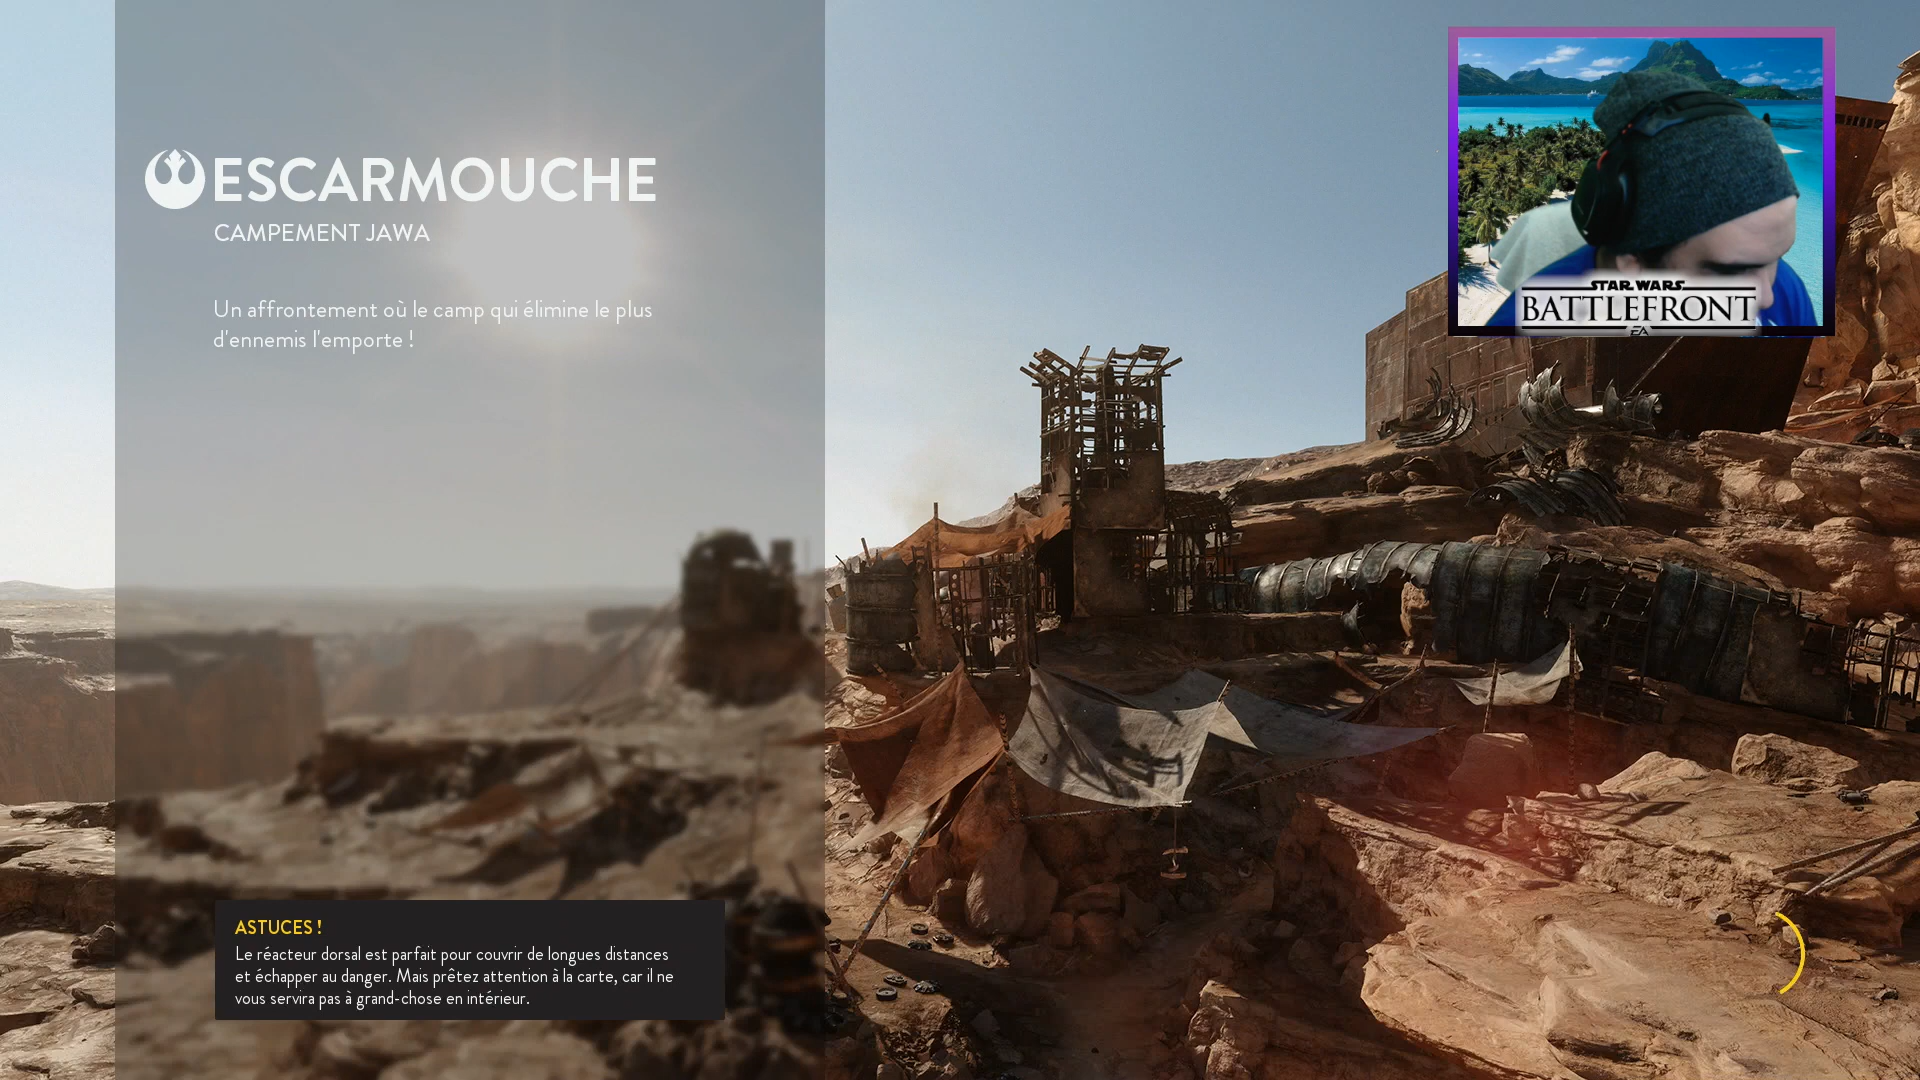 ESCARMOUCHE
CAMPEMENT JAWA
Un affrontement où le camp qui élimine le plus
d'ennemis l'emporte !
STAR WARS
BATTLEFRONT
EA
ASTUCES !
Le réacteur dorsal est parfait pour couvrir de longues distances
et échapper au danger. Mais prêtez attention à la carte, car il ne
vous servira pas à grand-chose en intérieur.